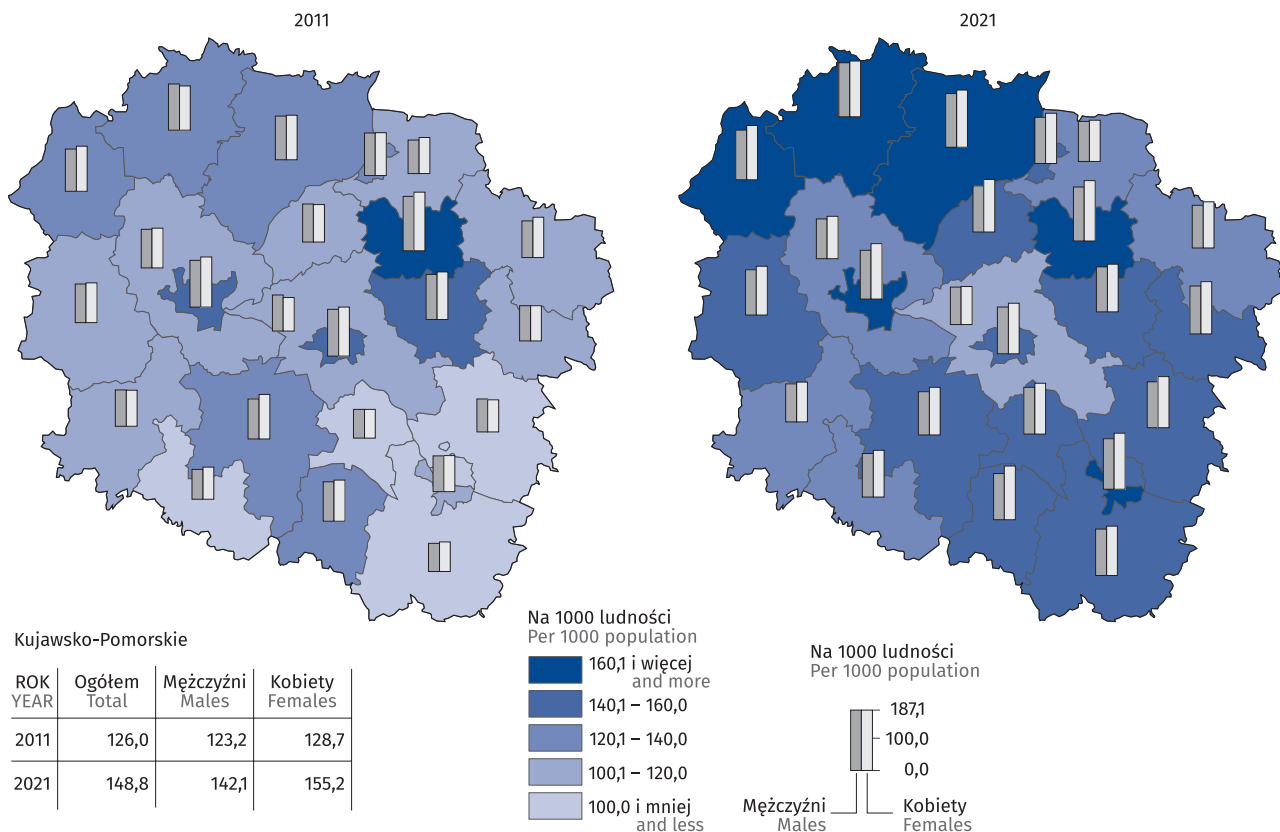 2011
2021
Kujawsko-Pomorskie
ROK Ogółem Mężczyźni Kobiety
YEAR Total Males Females
2011 126,0 123,2 128,7
2021 148,8 142,1 155,2
Na 1000 ludności
Per 1000 population
160,1 i więcej
and more
140,1 – 160,0
120,1 – 140,0
100,1 – 120,0
100,0 i mniej
and less
Na 1000 ludności
Per 1000 population
187,1
100,0
0,0
Mężczyźni Kobiety
Males Females